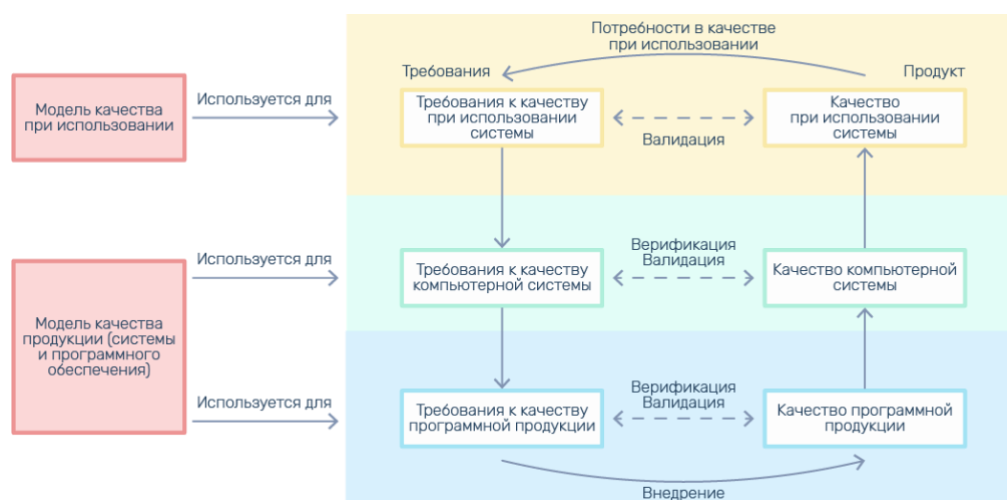 Потребности в качестве
при использовании
Требования
Продукт
Модель качества
при использовании
Используется для
Требования к качеству
при использовании
системы
Валидация
Качество
при использовании
системы
Модель качества
продукции (системы
и программного
обеспечения)
Используется для
Требования к качеству
компьютерной системы
Верификация
Валидация
Качество компьютерной
системы
Используется для
Требования к качеству
программной продукции
Верификация
Валидация
Качество программной
продукции
Внедрение